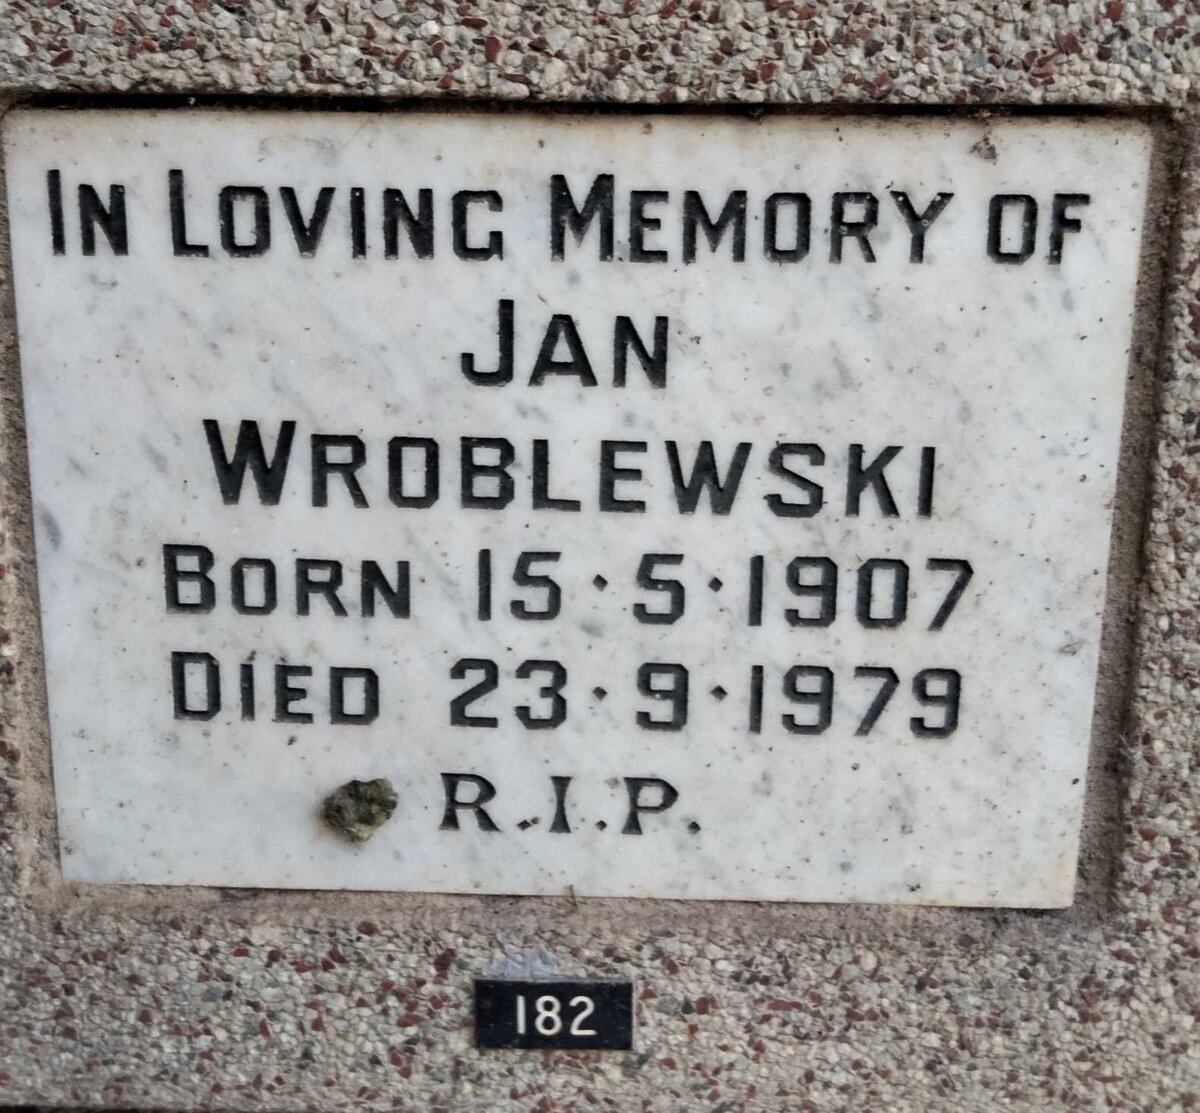 IN LOVING MEMORY OF
JAN
WROBLEWSKI
BORN 15·5·1907
DIED 23·9·1979
R.I.P.
182